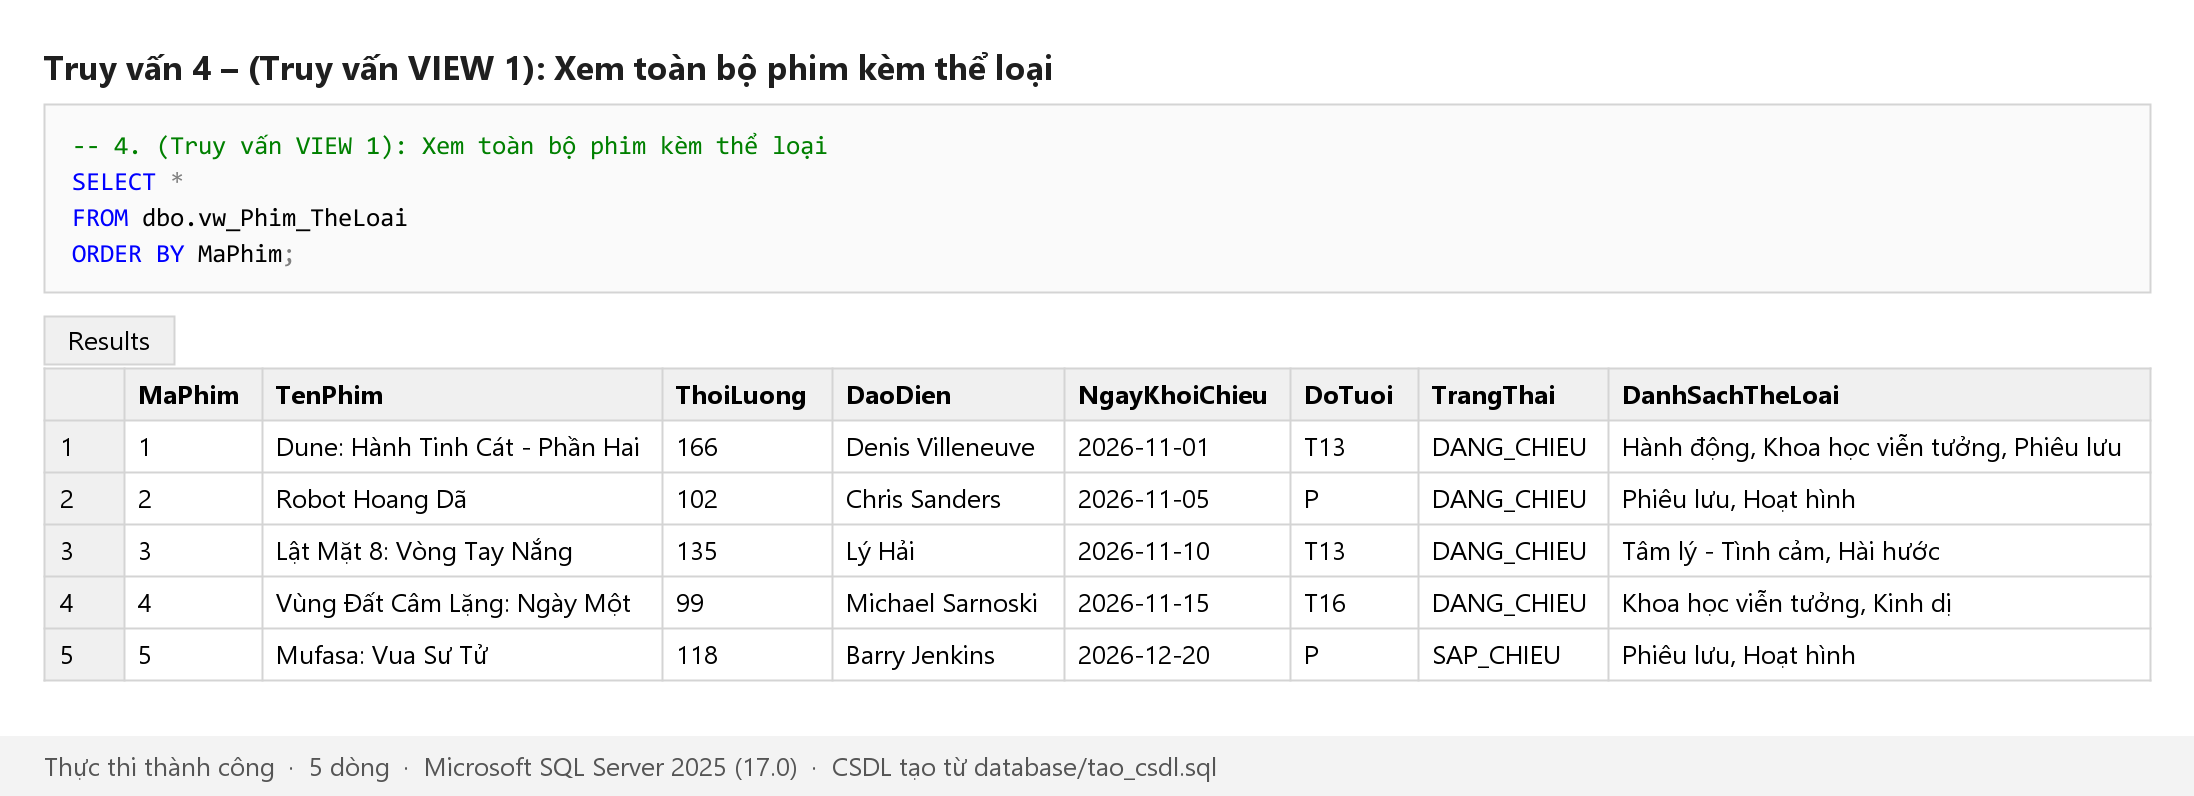 Truy vấn 4 – (Truy vấn VIEW 1): Xem toàn bộ phim kèm thể loại
-- 4. (Truy vấn VIEW 1): Xem toàn bộ phim kèm thể loại
SELECT *
FROM dbo.vw_Phim_TheLoai
ORDER BY MaPhim;
Results
MaPhim TenPhim ThoiLuong DaoDien NgayKhoiChieu DoTuoi TrangThai DanhSachTheLoai
1 1 Dune: Hành Tinh Cát - Phần Hai 166 Denis Villeneuve 2026-11-01 T13 DANG_CHIEU Hành động, Khoa học viễn tưởng, Phiêu lưu
2 2 Robot Hoang Dã 102 Chris Sanders 2026-11-05 P DANG_CHIEU Phiêu lưu, Hoạt hình
3 3 Lật Mặt 8: Vòng Tay Nắng 135 Lý Hải 2026-11-10 T13 DANG_CHIEU Tâm lý - Tình cảm, Hài hước
4 4 Vùng Đất Câm Lặng: Ngày Một 99 Michael Sarnoski 2026-11-15 T16 DANG_CHIEU Khoa học viễn tưởng, Kinh dị
5 5 Mufasa: Vua Sư Tử 118 Barry Jenkins 2026-12-20 P SAP_CHIEU Phiêu lưu, Hoạt hình
Thực thi thành công · 5 dòng · Microsoft SQL Server 2025 (17.0) · CSDL tạo từ database/tao_csdl.sql